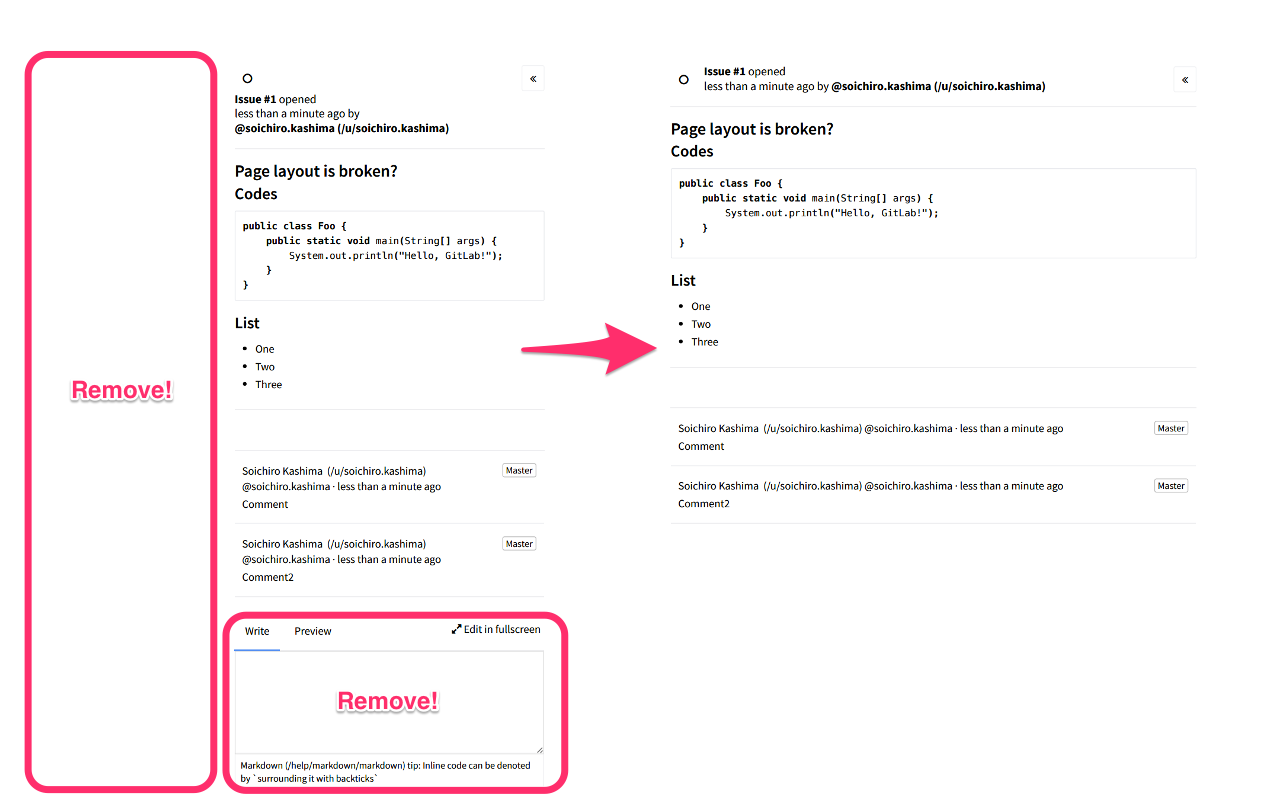 Remove!
«
Issue #1 opened
less than a minute ago by
@soichiro.kashima (/u/soichiro.kashima)
Page layout is broken?
Codes
public class Foo {
    public static void main(String[] args) {
        System.out.println("Hello, GitLab!");
    }
}
List
• One
• Two
• Three
Soichiro Kashima (/u/soichiro.kashima) Master
@soichiro.kashima · less than a minute ago
Comment
Soichiro Kashima (/u/soichiro.kashima) Master
@soichiro.kashima · less than a minute ago
Comment2
Write Preview Edit in fullscreen
Remove!
Markdown (/help/markdown/markdown) tip: Inline code can be denoted
by `surrounding it with backticks`
Issue #1 opened
less than a minute ago by @soichiro.kashima (/u/soichiro.kashima)
«
Page layout is broken?
Codes
public class Foo {
    public static void main(String[] args) {
        System.out.println("Hello, GitLab!");
    }
}
List
• One
• Two
• Three
Soichiro Kashima (/u/soichiro.kashima) @soichiro.kashima · less than a minute ago Master
Comment
Soichiro Kashima (/u/soichiro.kashima) @soichiro.kashima · less than a minute ago Master
Comment2